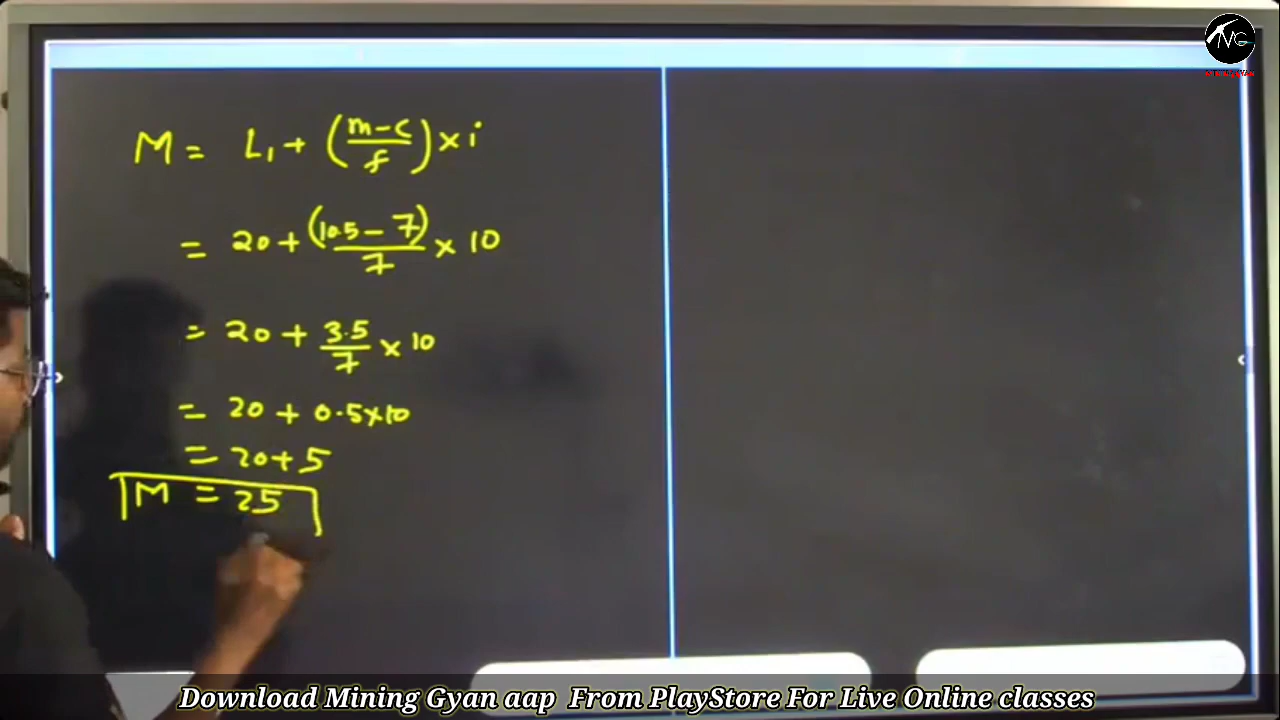 M = L₁ + (m-c/f) × i
= 20 + (10.5 - 7)/7 × 10
= 20 + 3.5/7 × 10
= 20 + 0.5×10
= 20+5
M = 25
MG
Download Mining Gyan aap From PlayStore For Live Online classes